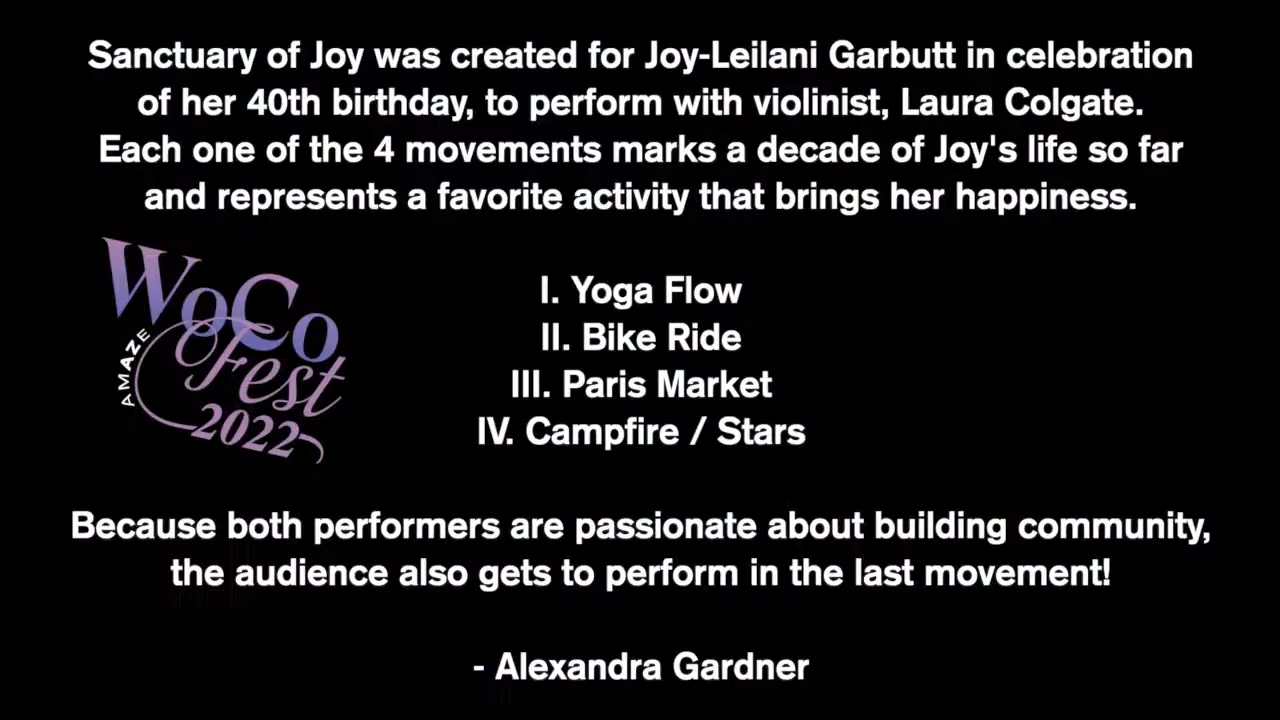 Sanctuary of Joy was created for Joy-Leilani Garbutt in celebration
of her 40th birthday, to perform with violinist, Laura Colgate.
Each one of the 4 movements marks a decade of Joy's life so far
and represents a favorite activity that brings her happiness.
WoCo
Fest
AMAZE
2022
I. Yoga Flow
II. Bike Ride
III. Paris Market
IV. Campfire / Stars
Because both performers are passionate about building community,
the audience also gets to perform in the last movement!
- Alexandra Gardner